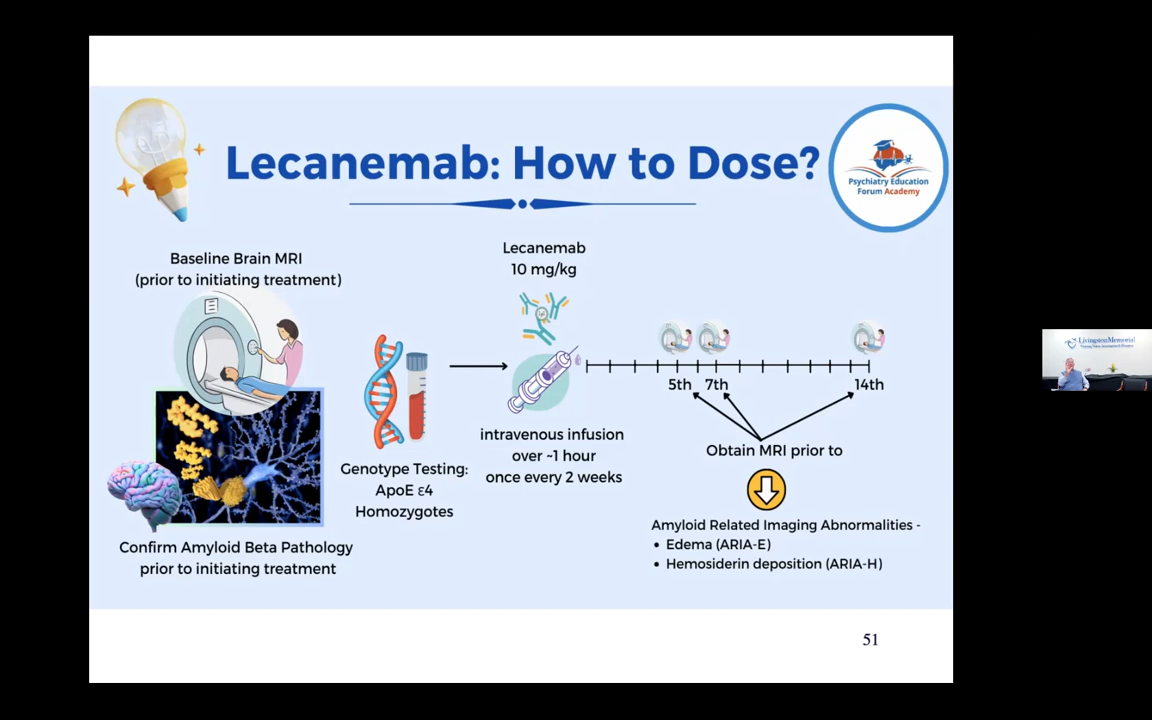 Lecanemab: How to Dose?
Psychiatry Education
Forum Academy
Baseline Brain MRI
(prior to initiating treatment)
Confirm Amyloid Beta Pathology
prior to initiating treatment
Genotype Testing:
ApoE ε4
Homozygotes
Lecanemab
10 mg/kg
intravenous infusion
over ~1 hour
once every 2 weeks
5th 7th 14th
Obtain MRI prior to
Amyloid Related Imaging Abnormalities -
• Edema (ARIA-E)
• Hemosiderin deposition (ARIA-H)
51
LivingstonMemorial